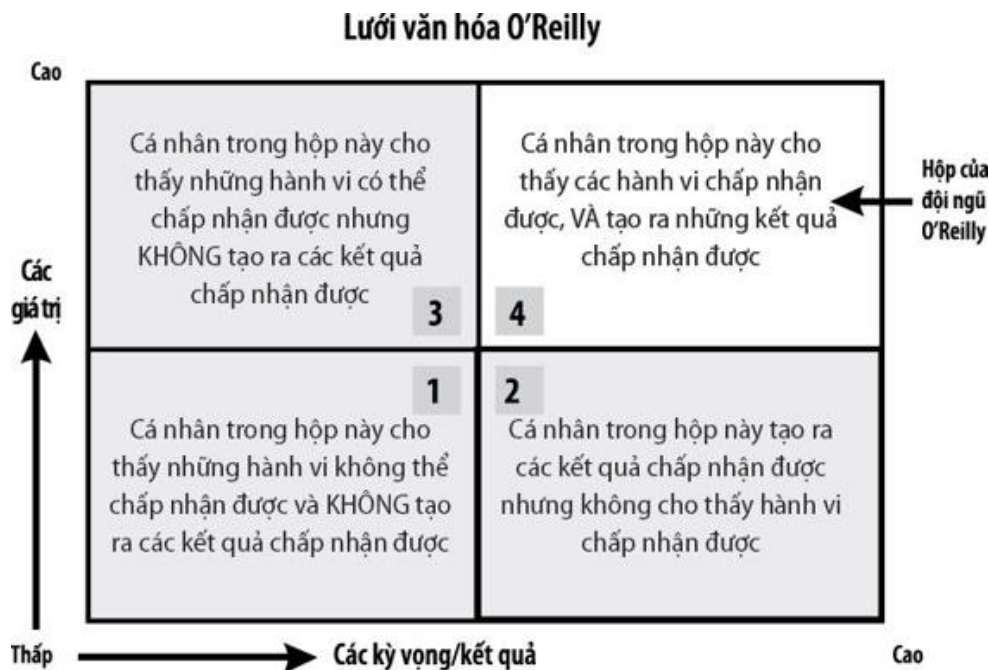 Lưới văn hóa O'Reilly
Cao
Cá nhân trong hộp này cho
thấy những hành vi có thể
chấp nhận được nhưng
KHÔNG tạo ra các kết quả
chấp nhận được
3
Cá nhân trong hộp này cho
thấy các hành vi chấp nhận
được, VÀ tạo ra những kết quả
chấp nhận được
4
Hộp của
đội ngũ
O'Reilly
Các
giá trị
1
Cá nhân trong hộp này cho
thấy những hành vi không thể
chấp nhận được và KHÔNG tạo
ra các kết quả chấp nhận được
2
Cá nhân trong hộp này tạo ra
các kết quả chấp nhận được
nhưng không cho thấy hành vi
chấp nhận được
Thấp
Các kỳ vọng/kết quả
Cao